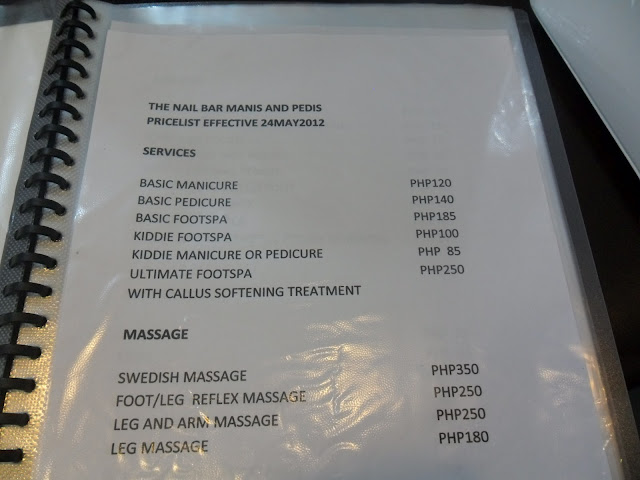 THE NAIL BAR MANIS AND PEDIS
PRICELIST EFFECTIVE 24MAY2012
SERVICES
BASIC MANICURE PHP120
BASIC PEDICURE PHP140
BASIC FOOTSPA PHP185
KIDDIE FOOTSPA PHP100
KIDDIE MANICURE OR PEDICURE PHP 85
ULTIMATE FOOTSPA PHP250
WITH CALLUS SOFTENING TREATMENT
MASSAGE
SWEDISH MASSAGE PHP350
FOOT/LEG REFLEX MASSAGE PHP250
LEG AND ARM MASSAGE PHP250
LEG MASSAGE PHP180